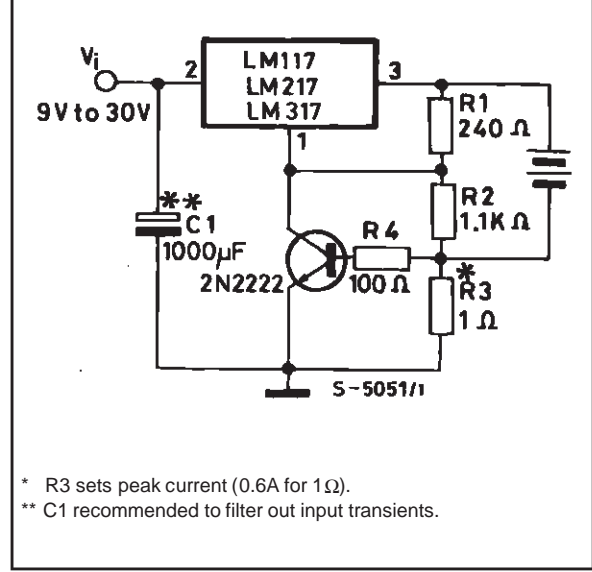 Vi
9V to 30V
2
LM117
LM217
LM317
3
1
R1
240 Ω
R2
1.1K Ω
**
C1
1000µF
2N2222
R4
100 Ω
*
R3
1 Ω
S-5051/1
* R3 sets peak current (0.6A for 1Ω).
** C1 recommended to filter out input transients.